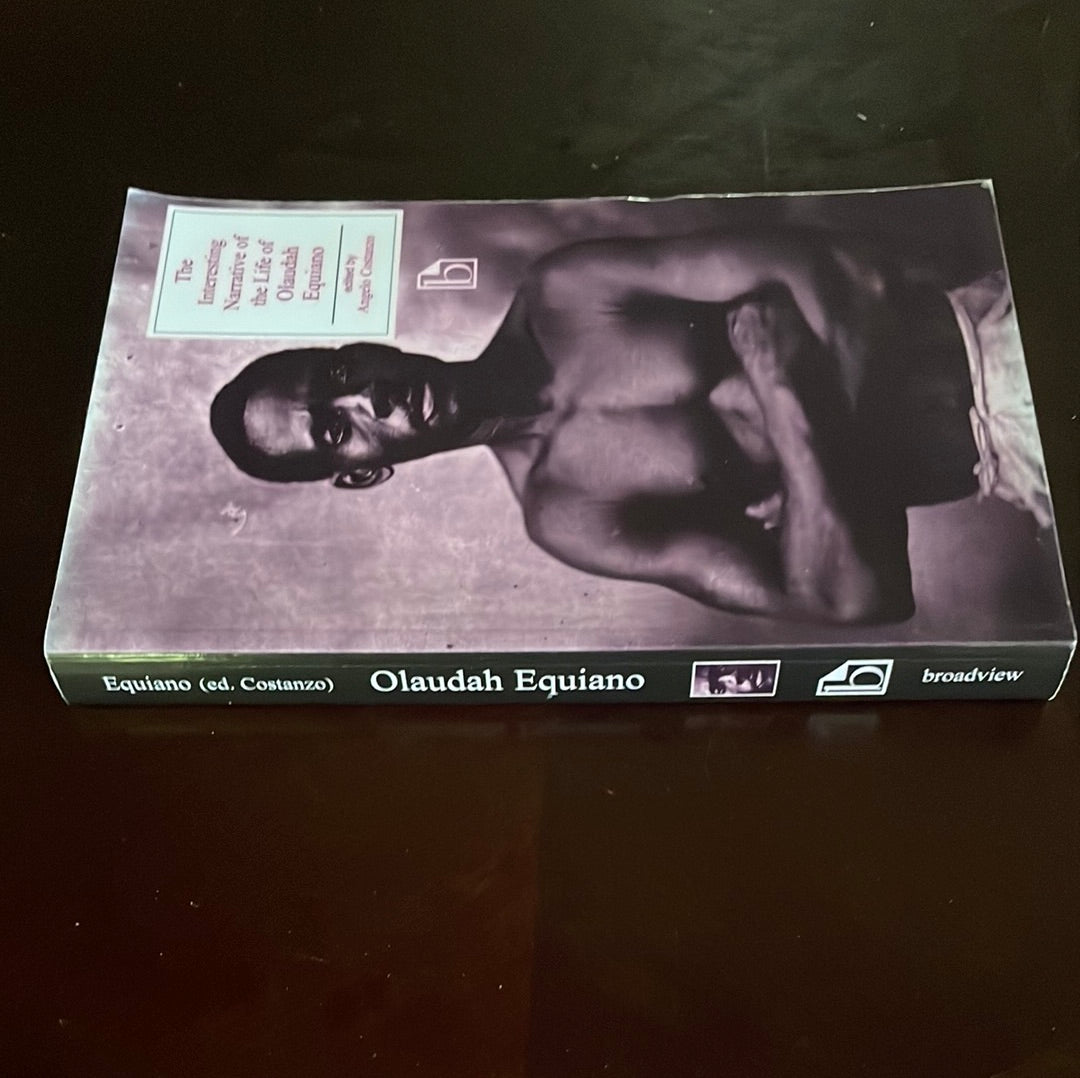 The
Interesting
Narrative of
the Life of
Olaudah
Equiano
edited by
Angelo Costanzo
b
Equiano (ed. Costanzo) Olaudah Equiano b broadview